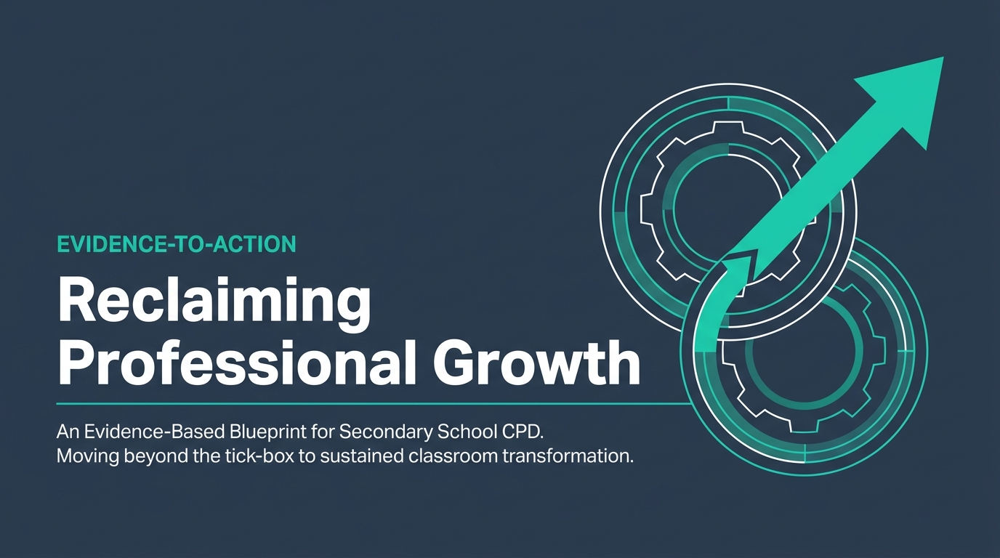 EVIDENCE-TO-ACTION
Reclaiming
Professional Growth
An Evidence-Based Blueprint for Secondary School CPD.
Moving beyond the tick-box to sustained classroom transformation.